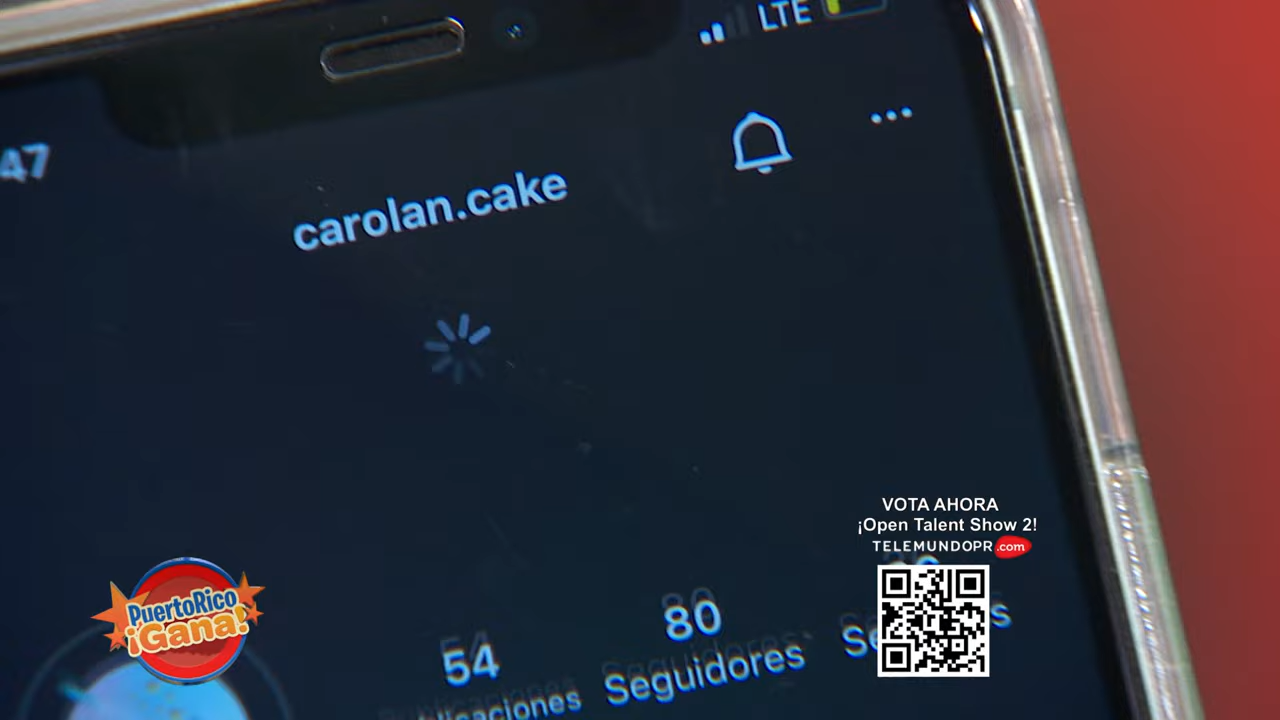 LTE
47
carolan.cake
VOTA AHORA
¡Open Talent Show 2!
TELEMUNDOPR.com
PuertoRico
¡Gana!
54
80
Seguidores